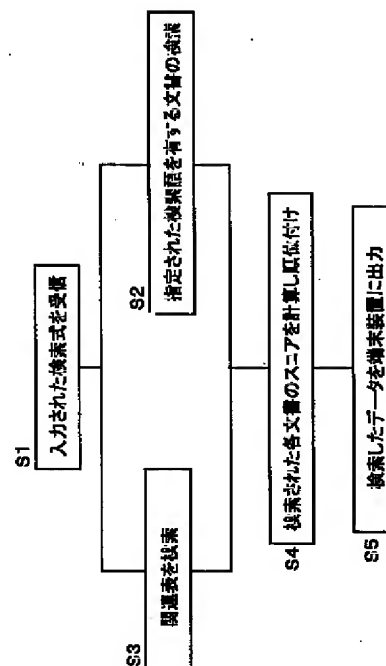 S1
入力された検索式を受信
S2
指定された検索語を有する文書の検索
S3
関連表を検索
S4
検索された各文書のスコアを計算し順位付け
S5
検索したデータを端末装置に出力